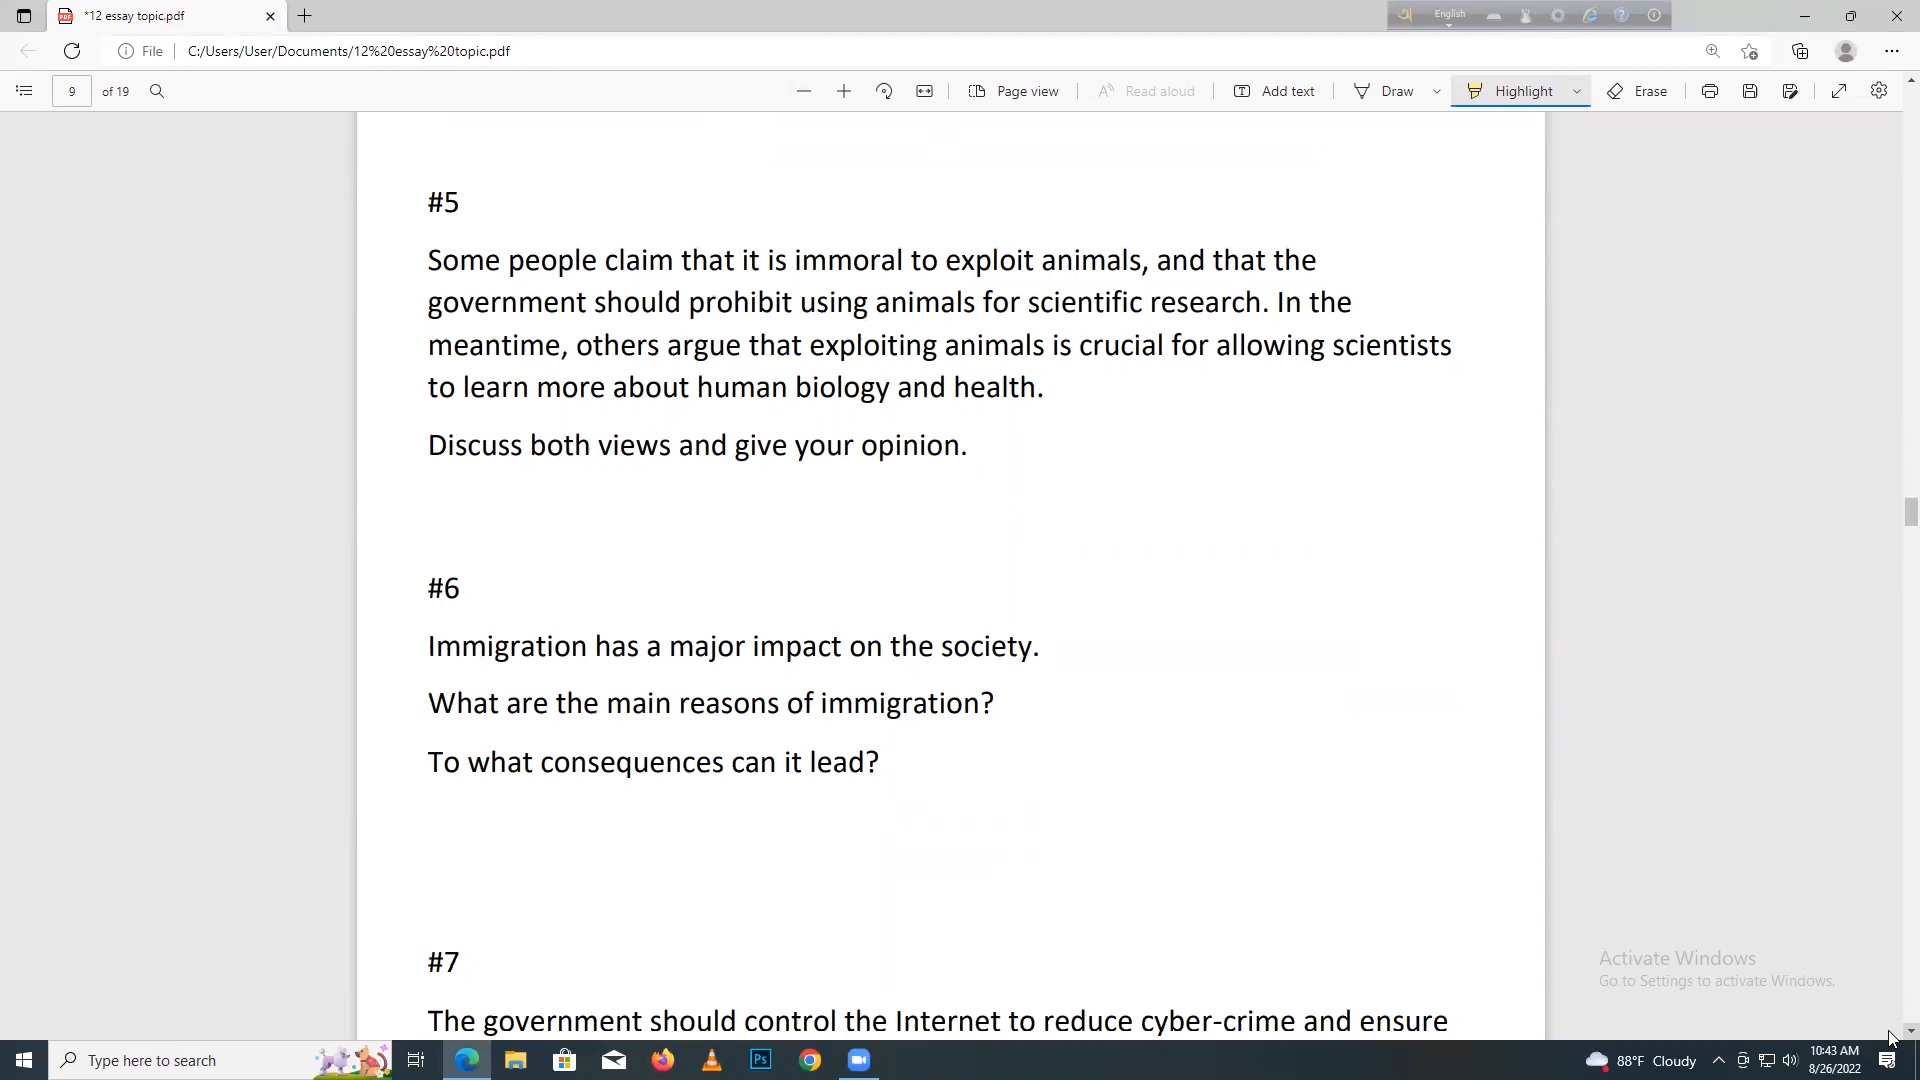 *12 essay topic.pdf
English
File
C:/Users/User/Documents/12%20essay%20topic.pdf
9
of 19
Page view
Read aloud
Add text
Draw
Highlight
Erase
#5
Some people claim that it is immoral to exploit animals, and that the
government should prohibit using animals for scientific research. In the
meantime, others argue that exploiting animals is crucial for allowing scientists
to learn more about human biology and health.
Discuss both views and give your opinion.
#6
Immigration has a major impact on the society.
What are the main reasons of immigration?
To what consequences can it lead?
#7
The government should control the Internet to reduce cyber-crime and ensure
Activate Windows
Go to Settings to activate Windows.
Type here to search
Ps
88°F Cloudy
10:43 AM
8/26/2022